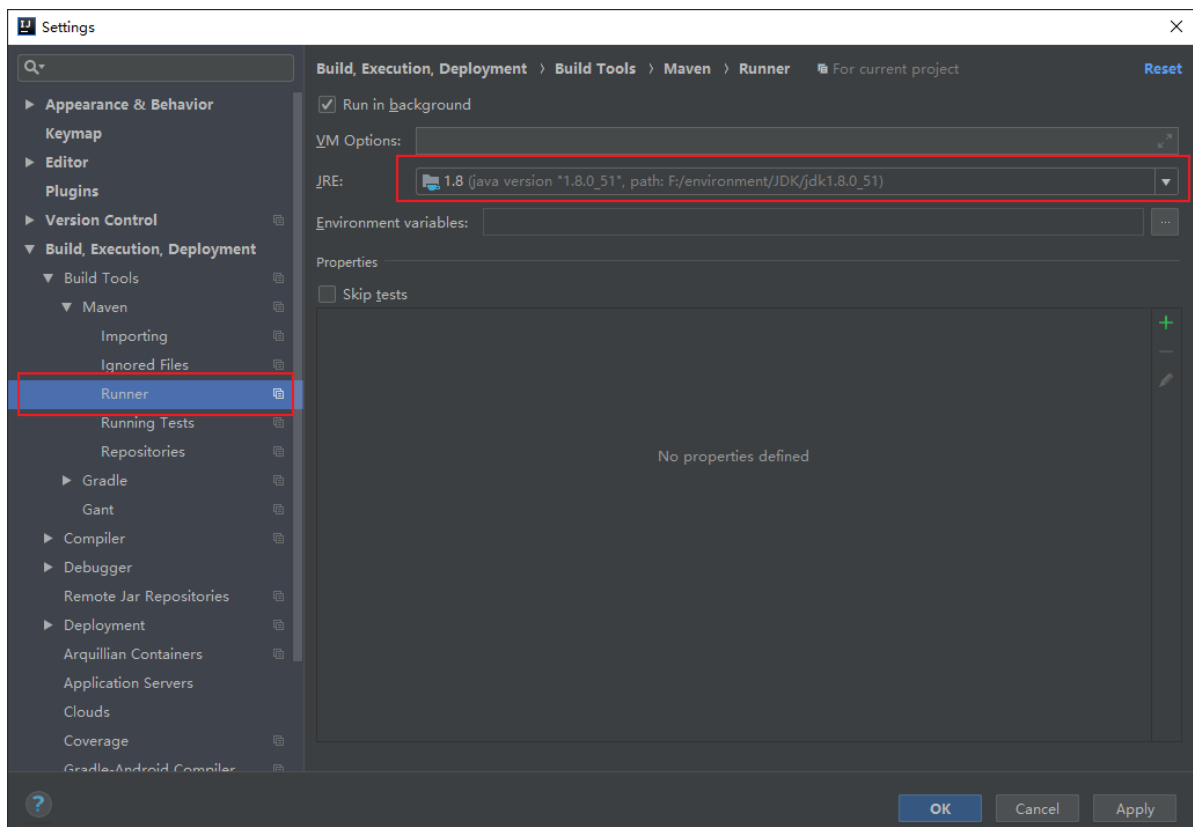 Settings
Build, Execution, Deployment › Build Tools › Maven › Runner For current project Reset
Appearance & Behavior
Keymap
Editor
Plugins
Version Control
Build, Execution, Deployment
Build Tools
Maven
Importing
Ignored Files
Runner
Running Tests
Repositories
Gradle
Gant
Compiler
Debugger
Remote Jar Repositories
Deployment
Arquillian Containers
Application Servers
Clouds
Coverage
Gradle-Android Compiler
Run in background
VM Options:
JRE: 1.8 (java version "1.8.0_51", path: F:/environment/JDK/jdk1.8.0_51)
Environment variables: ...
Properties
Skip tests
No properties defined
? OK Cancel Apply